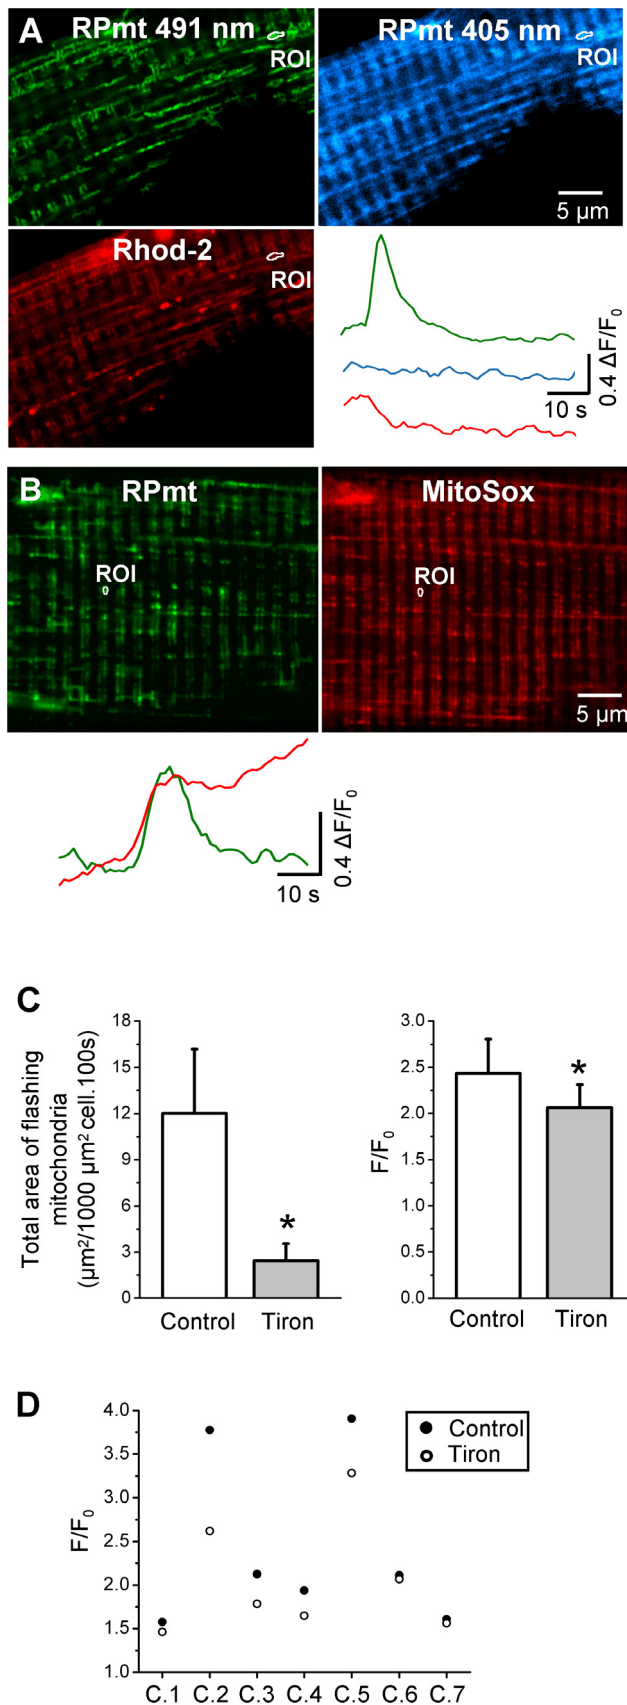 A
RPmt 491 nm
ROI
RPmt 405 nm
ROI
5 µm
Rhod-2
ROI
0.4 ΔF/F0
10 s
B
RPmt
ROI
MitoSox
ROI
5 µm
0.4 ΔF/F0
10 s
C
Total area of flashing
mitochondria
(µm²/1000 µm² cell.100s)
18
15
12
9
6
3
0
*
Control Tiron
F/F0
3.0
2.5
2.0
1.5
1.0
0.5
0.0
*
Control Tiron
D
F/F0
4.0
3.5
3.0
2.5
2.0
1.5
1.0
Control
Tiron
C.1 C.2 C.3 C.4 C.5 C.6 C.7